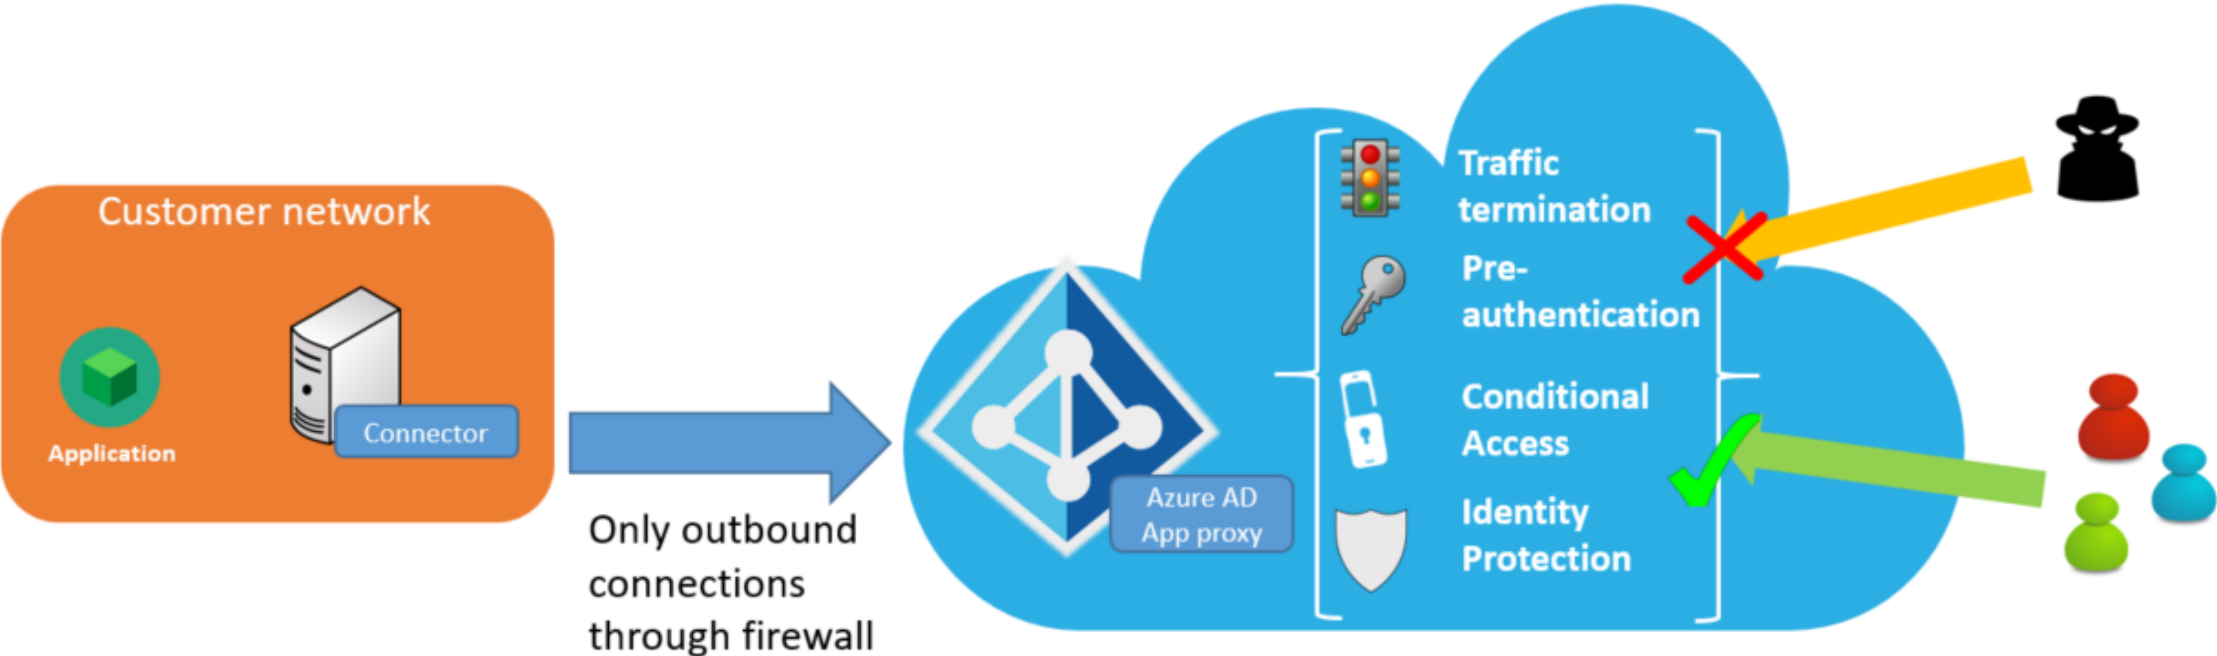 Customer network
Application
Connector
Only outbound
connections
through firewall
Azure AD
App proxy
Traffic
termination
Pre-
authentication
Conditional
Access
Identity
Protection